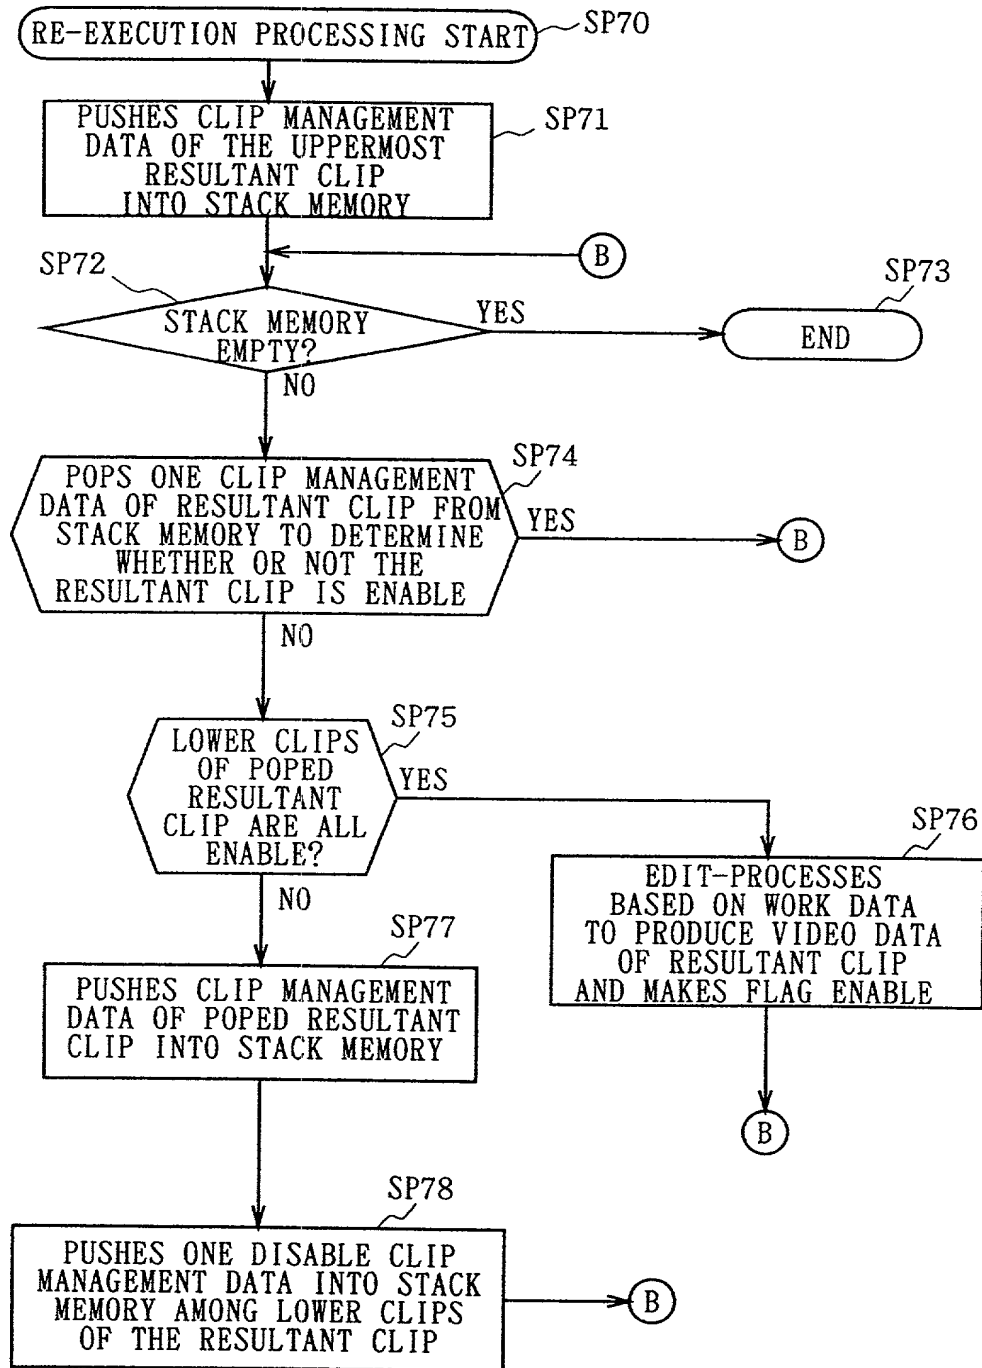 RE-EXECUTION PROCESSING START
SP70
PUSHES CLIP MANAGEMENT
DATA OF THE UPPERMOST
RESULTANT CLIP
INTO STACK MEMORY
SP71
B
SP72
STACK MEMORY
EMPTY?
YES
SP73
END
NO
SP74
POPS ONE CLIP MANAGEMENT
DATA OF RESULTANT CLIP FROM
STACK MEMORY TO DETERMINE
WHETHER OR NOT THE
RESULTANT CLIP IS ENABLE
YES
B
NO
SP75
LOWER CLIPS
OF POPED
RESULTANT
CLIP ARE ALL
ENABLE?
YES
SP76
EDIT-PROCESSES
BASED ON WORK DATA
TO PRODUCE VIDEO DATA
OF RESULTANT CLIP
AND MAKES FLAG ENABLE
B
NO
SP77
PUSHES CLIP MANAGEMENT
DATA OF POPED RESULTANT
CLIP INTO STACK MEMORY
SP78
PUSHES ONE DISABLE CLIP
MANAGEMENT DATA INTO STACK
MEMORY AMONG LOWER CLIPS
OF THE RESULTANT CLIP
B